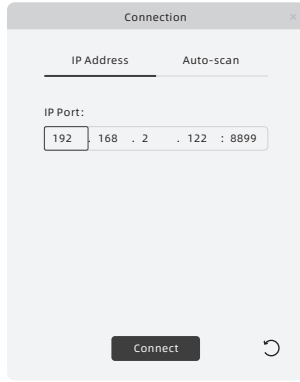 Connection ×
IP Address Auto-scan
IP Port:
192 . 168 . 2 . 122 : 8899
Connect